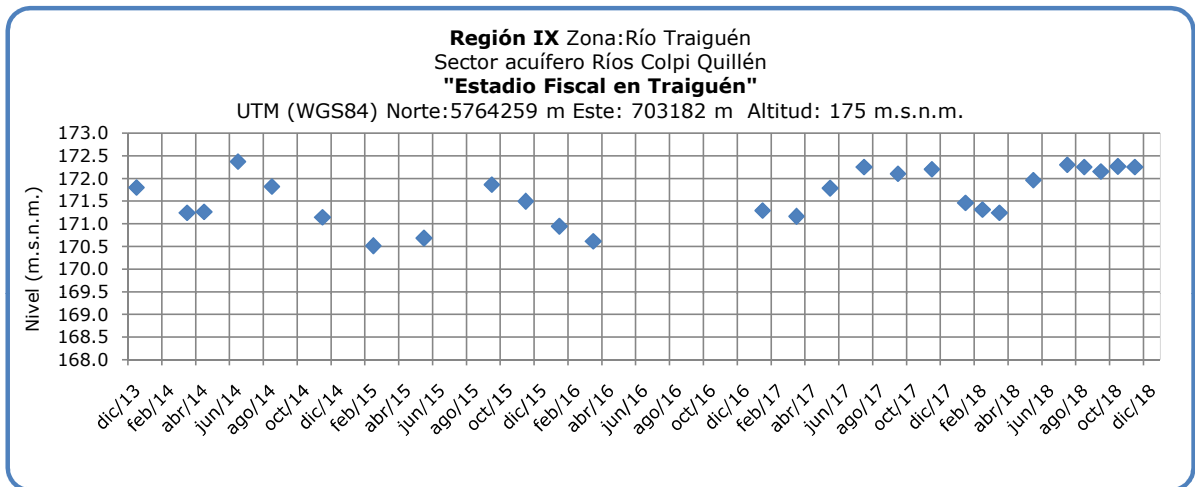 Región IX Zona:Río Traiguén
Sector acuífero Ríos Colpi Quillén
"Estadio Fiscal en Traiguén"
UTM (WGS84) Norte:5764259 m Este: 703182 m Altitud: 175 m.s.n.m.
Nivel (m.s.n.m.)
173.0
172.5
172.0
171.5
171.0
170.5
170.0
169.5
169.0
168.5
168.0
dic/13
feb/14
abr/14
jun/14
ago/14
oct/14
dic/14
feb/15
abr/15
jun/15
ago/15
oct/15
dic/15
feb/16
abr/16
jun/16
ago/16
oct/16
dic/16
feb/17
abr/17
jun/17
ago/17
oct/17
dic/17
feb/18
abr/18
jun/18
ago/18
oct/18
dic/18